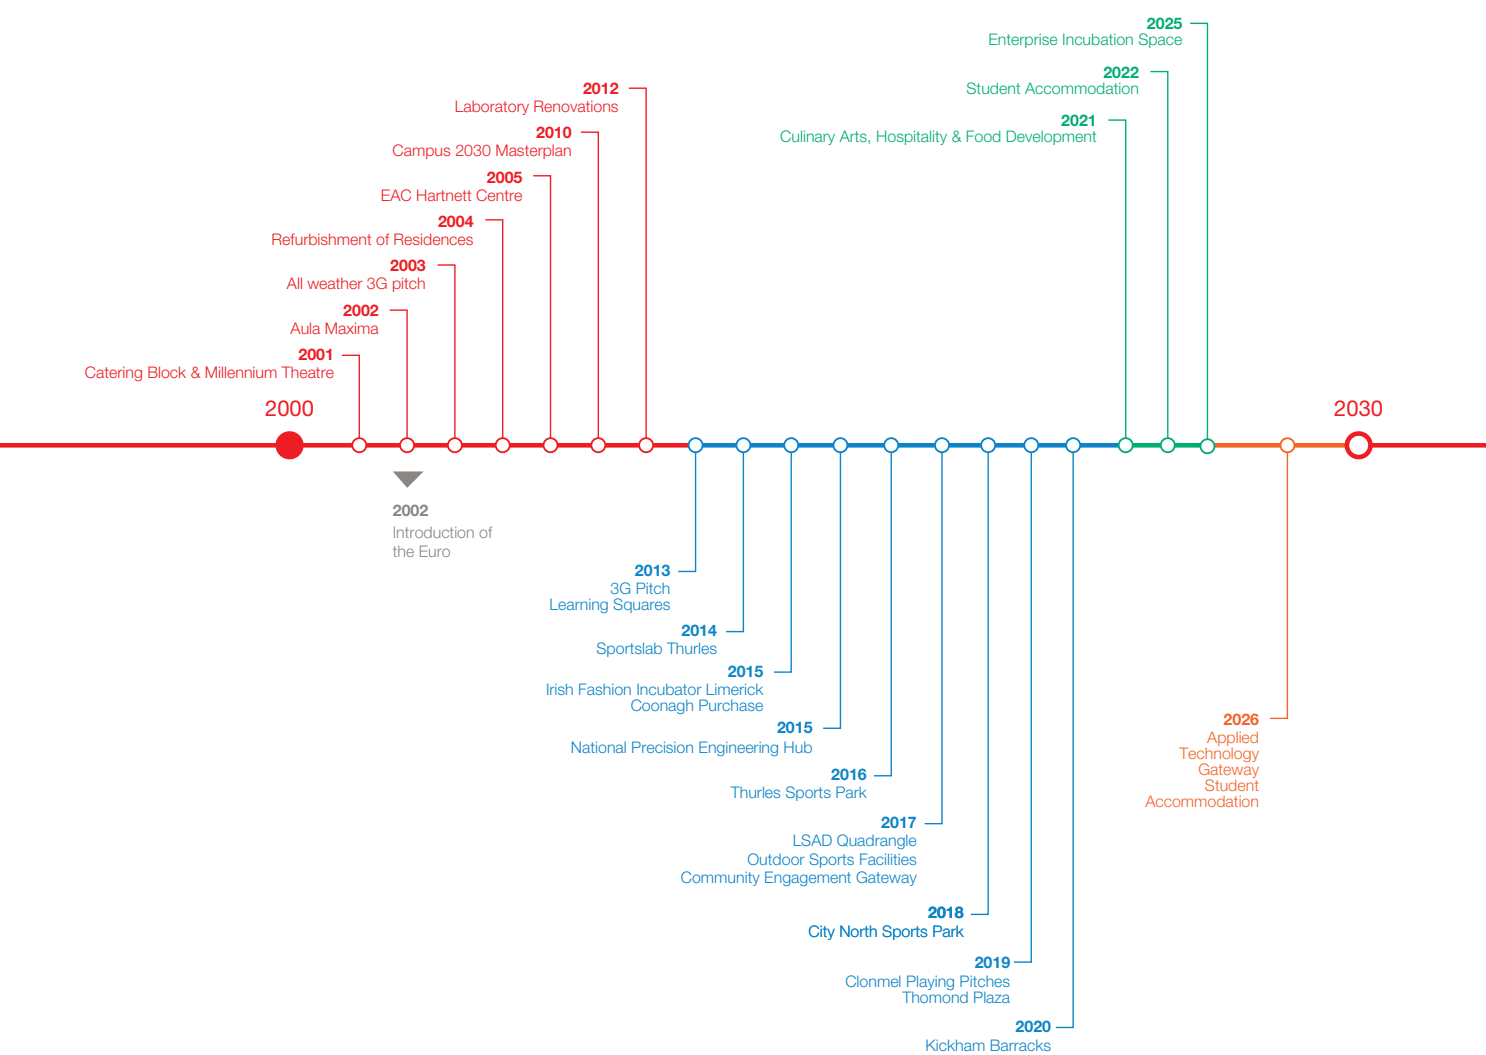 2025
Enterprise Incubation Space
2022
Student Accommodation
2021
Culinary Arts, Hospitality & Food Development
2012
Laboratory Renovations
2010
Campus 2030 Masterplan
2005
EAC Hartnett Centre
2004
Refurbishment of Residences
2003
All weather 3G pitch
2002
Aula Maxima
2001
Catering Block & Millennium Theatre
2000
2030
2002
Introduction of
the Euro
2013
3G Pitch
Learning Squares
2014
Sportslab Thurles
2015
Irish Fashion Incubator Limerick
Coonagh Purchase
2015
National Precision Engineering Hub
2016
Thurles Sports Park
2017
LSAD Quadrangle
Outdoor Sports Facilities
Community Engagement Gateway
2018
City North Sports Park
2019
Clonmel Playing Pitches
Thomond Plaza
2020
Kickham Barracks
2026
Applied
Technology
Gateway
Student
Accommodation